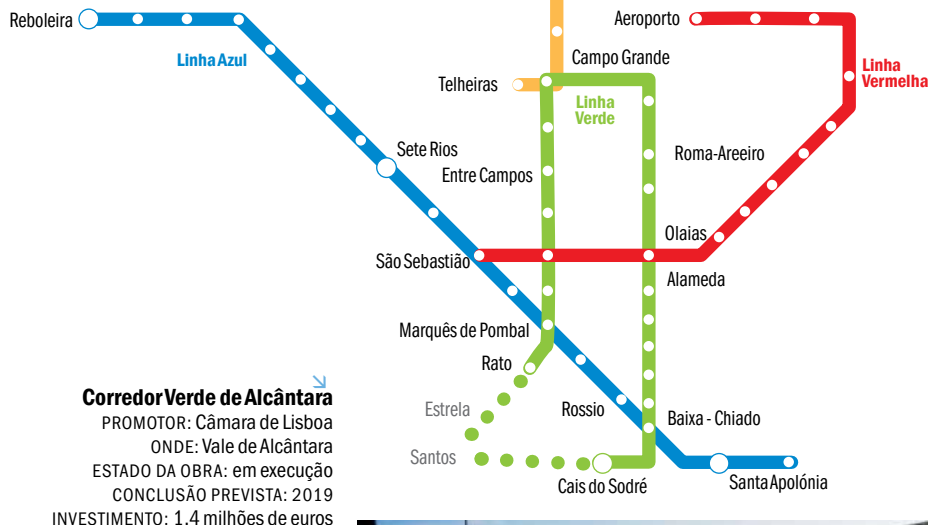 Reboleira
Aeroporto
Linha Azul
Campo Grande
Linha
Vermelha
Telheiras
Linha
Verde
Sete Rios
Roma-Areeiro
Entre Campos
Olaias
São Sebastião
Alameda
Marquês de Pombal
Rato
Estrela
Rossio
Baixa - Chiado
Santos
Cais do Sodré
Santa Apolónia
Corredor Verde de Alcântara
PROMOTOR: Câmara de Lisboa
ONDE: Vale de Alcântara
ESTADO DA OBRA: em execução
CONCLUSÃO PREVISTA: 2019
INVESTIMENTO: 1,4 milhões de euros